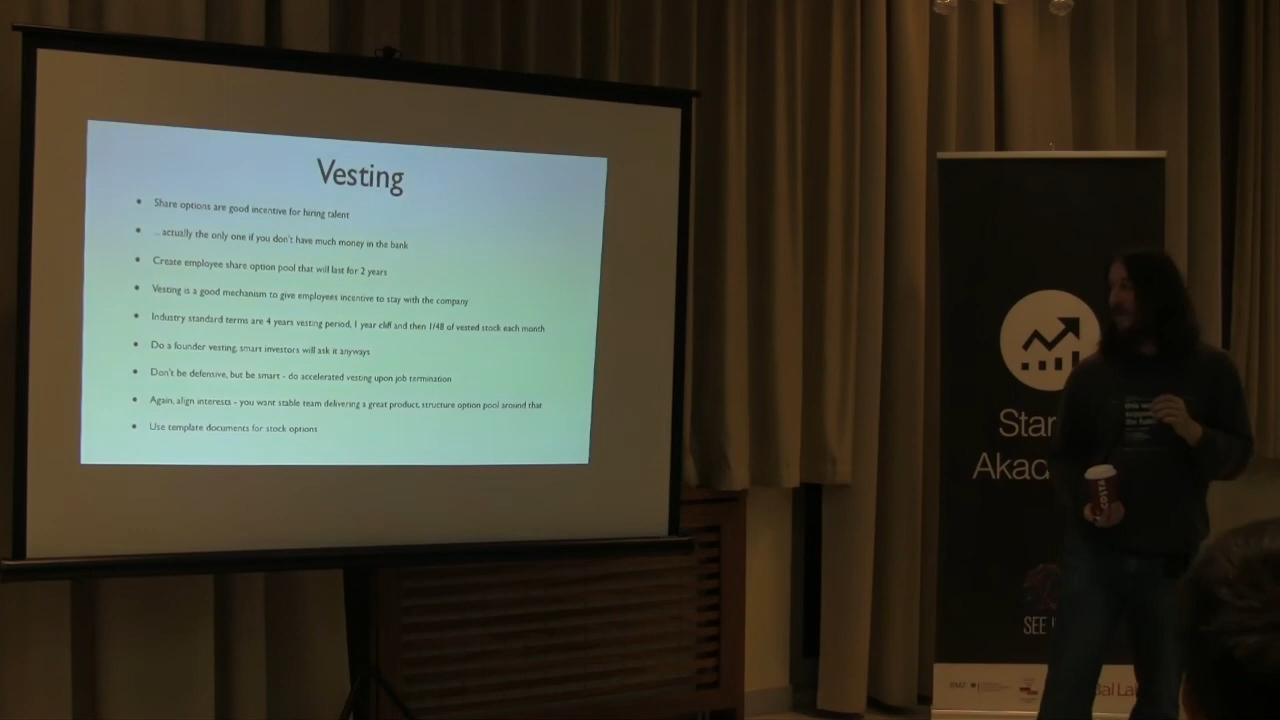 Vesting
Share options are good incentive for hiring talent
... actually the only one if you don't have much money in the bank
Create employee share option pool that will last for 2 years
Vesting is a good mechanism to give employees incentive to stay with the company
Industry standard terms are 4 years vesting period, 1 year cliff and then 1/48 of vested stock each month
Do a founder vesting, smart investors will ask it anyways
Don't be defensive, but be smart - do accelerated vesting upon job termination
Again, align interests - you want stable team delivering a great product, structure option pool around that
Use template documents for stock options
Star
Akad
COSTA
SEE